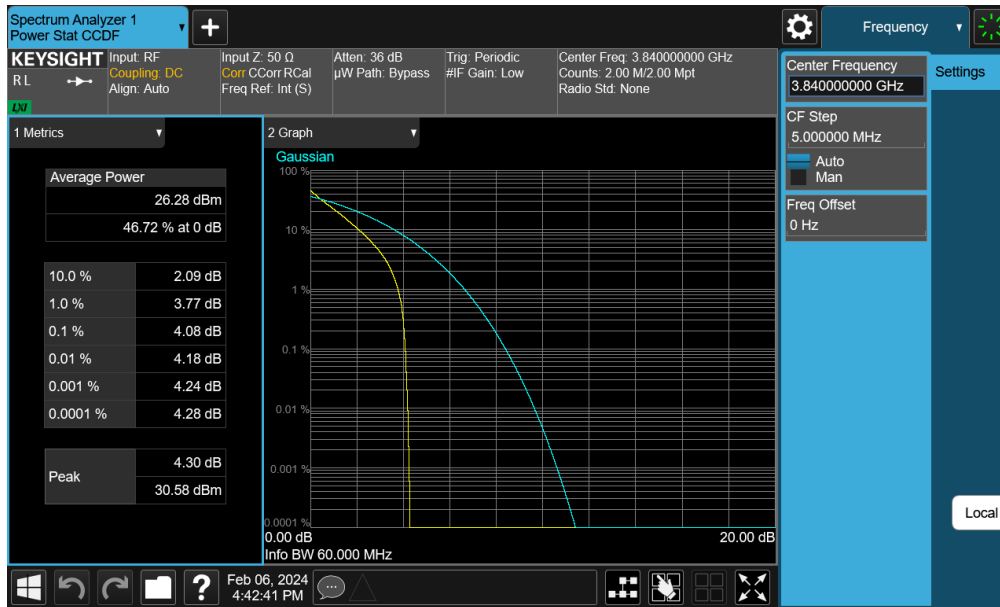 Spectrum Analyzer 1
Power Stat CCDF
Frequency
KEYSIGHT
R L
LXI
Input: RF
Coupling: DC
Align: Auto
Input Z: 50 Ω
Corr CCorr RCal
Freq Ref: Int (S)
Atten: 36 dB
µW Path: Bypass
Trig: Periodic
#IF Gain: Low
Center Freq: 3.840000000 GHz
Counts: 2.00 M/2.00 Mpt
Radio Std: None
1 Metrics
Average Power
26.28 dBm
46.72 % at 0 dB
10.0 % 2.09 dB
1.0 % 3.77 dB
0.1 % 4.08 dB
0.01 % 4.18 dB
0.001 % 4.24 dB
0.0001 % 4.28 dB
Peak 4.30 dB
30.58 dBm
2 Graph
Gaussian
100 %
10 %
1 %
0.1 %
0.01 %
0.001 %
0.0001 %
0.00 dB 20.00 dB
Info BW 60.000 MHz
Center Frequency
3.840000000 GHz
CF Step
5.000000 MHz
Auto
Man
Freq Offset
0 Hz
Settings
Local
?
Feb 06, 2024
4:42:41 PM